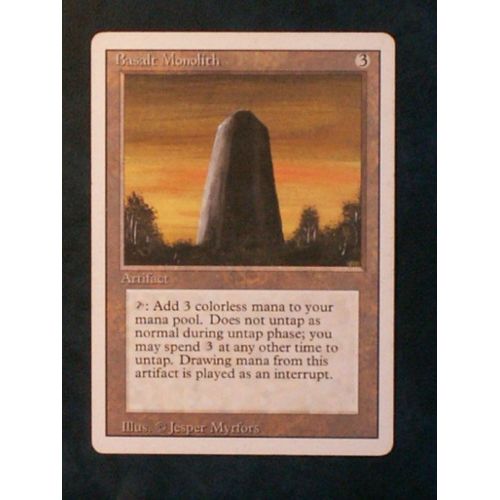 Basalt Monolith 3
Artifact
: Add 3 colorless mana to your
mana pool. Does not untap as
normal during untap phase; you
may spend 3 at any other time to
untap. Drawing mana from this
artifact is played as an interrupt.
Illus. © Jesper Myrfors